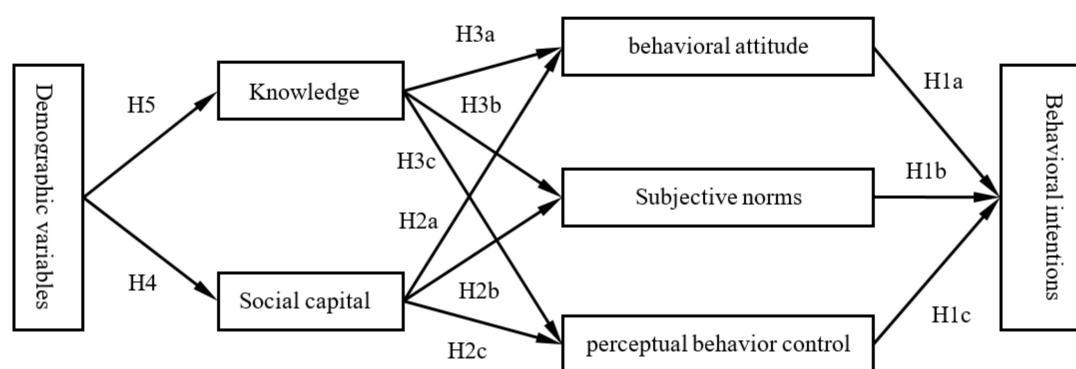 Demographic variables
H5
H4
Knowledge
Social capital
H3a
H3b
H3c
H2a
H2b
H2c
behavioral attitude
Subjective norms
perceptual behavior control
H1a
H1b
H1c
Behavioral intentions